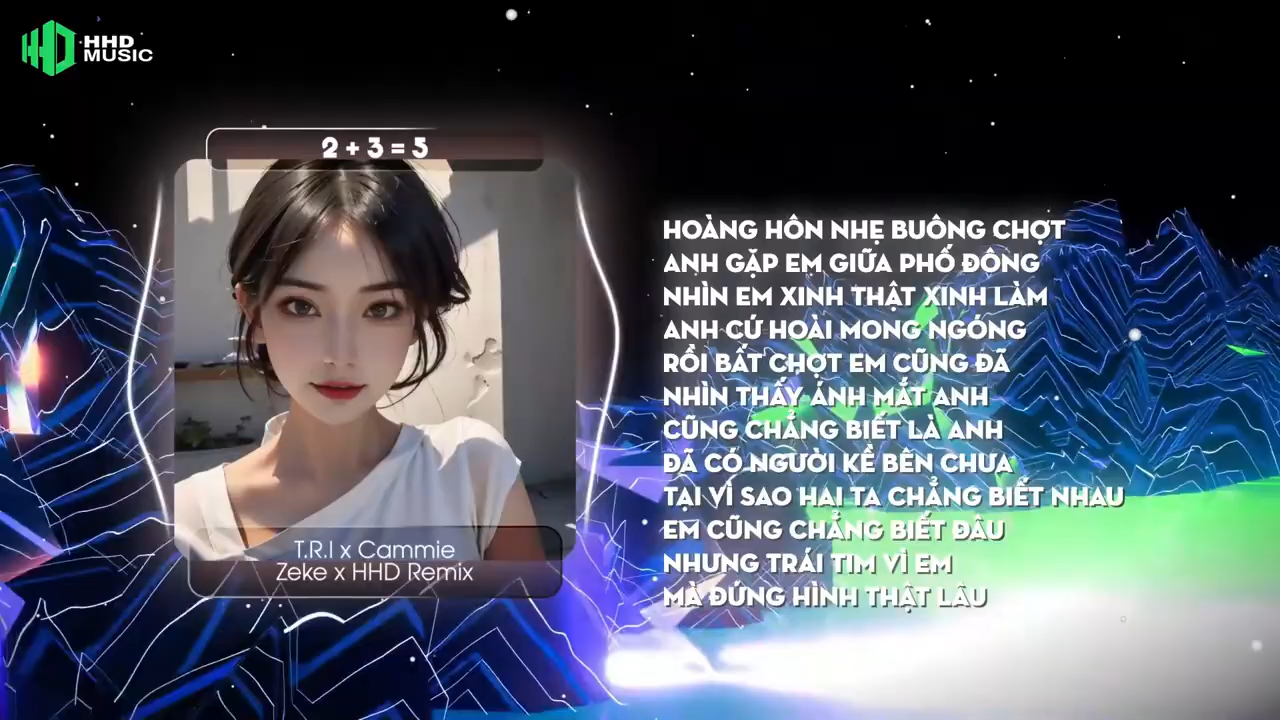 HHD
MUSIC
2 + 3 = 5
T.R.I x Cammie
Zeke x HHD Remix
HOÀNG HÔN NHẸ BUÔNG CHỢT
ANH GẶP EM GIỮA PHỐ ĐÔNG
NHÌN EM XINH THẬT XINH LÀM
ANH CỨ HOÀI MONG NGÓNG
RỒI BẤT CHỢT EM CŨNG ĐÃ
NHÌN THẤY ÁNH MẮT ANH
CŨNG CHẲNG BIẾT LÀ ANH
ĐÃ CÓ NGƯỜI KỀ BÊN CHƯA
TẠI VÌ SAO HAI TA CHẲNG BIẾT NHAU
EM CŨNG CHẲNG BIẾT ĐÂU
NHƯNG TRÁI TIM VÌ EM
MÀ ĐỨNG HÌNH THẬT LÂU